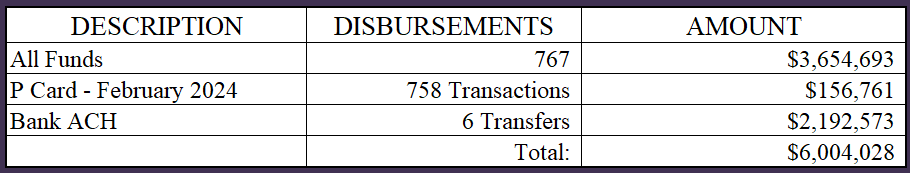 DESCRIPTION DISBURSEMENTS AMOUNT
All Funds 767 $3,654,693
P Card - February 2024 758 Transactions $156,761
Bank ACH 6 Transfers $2,192,573
Total: $6,004,028